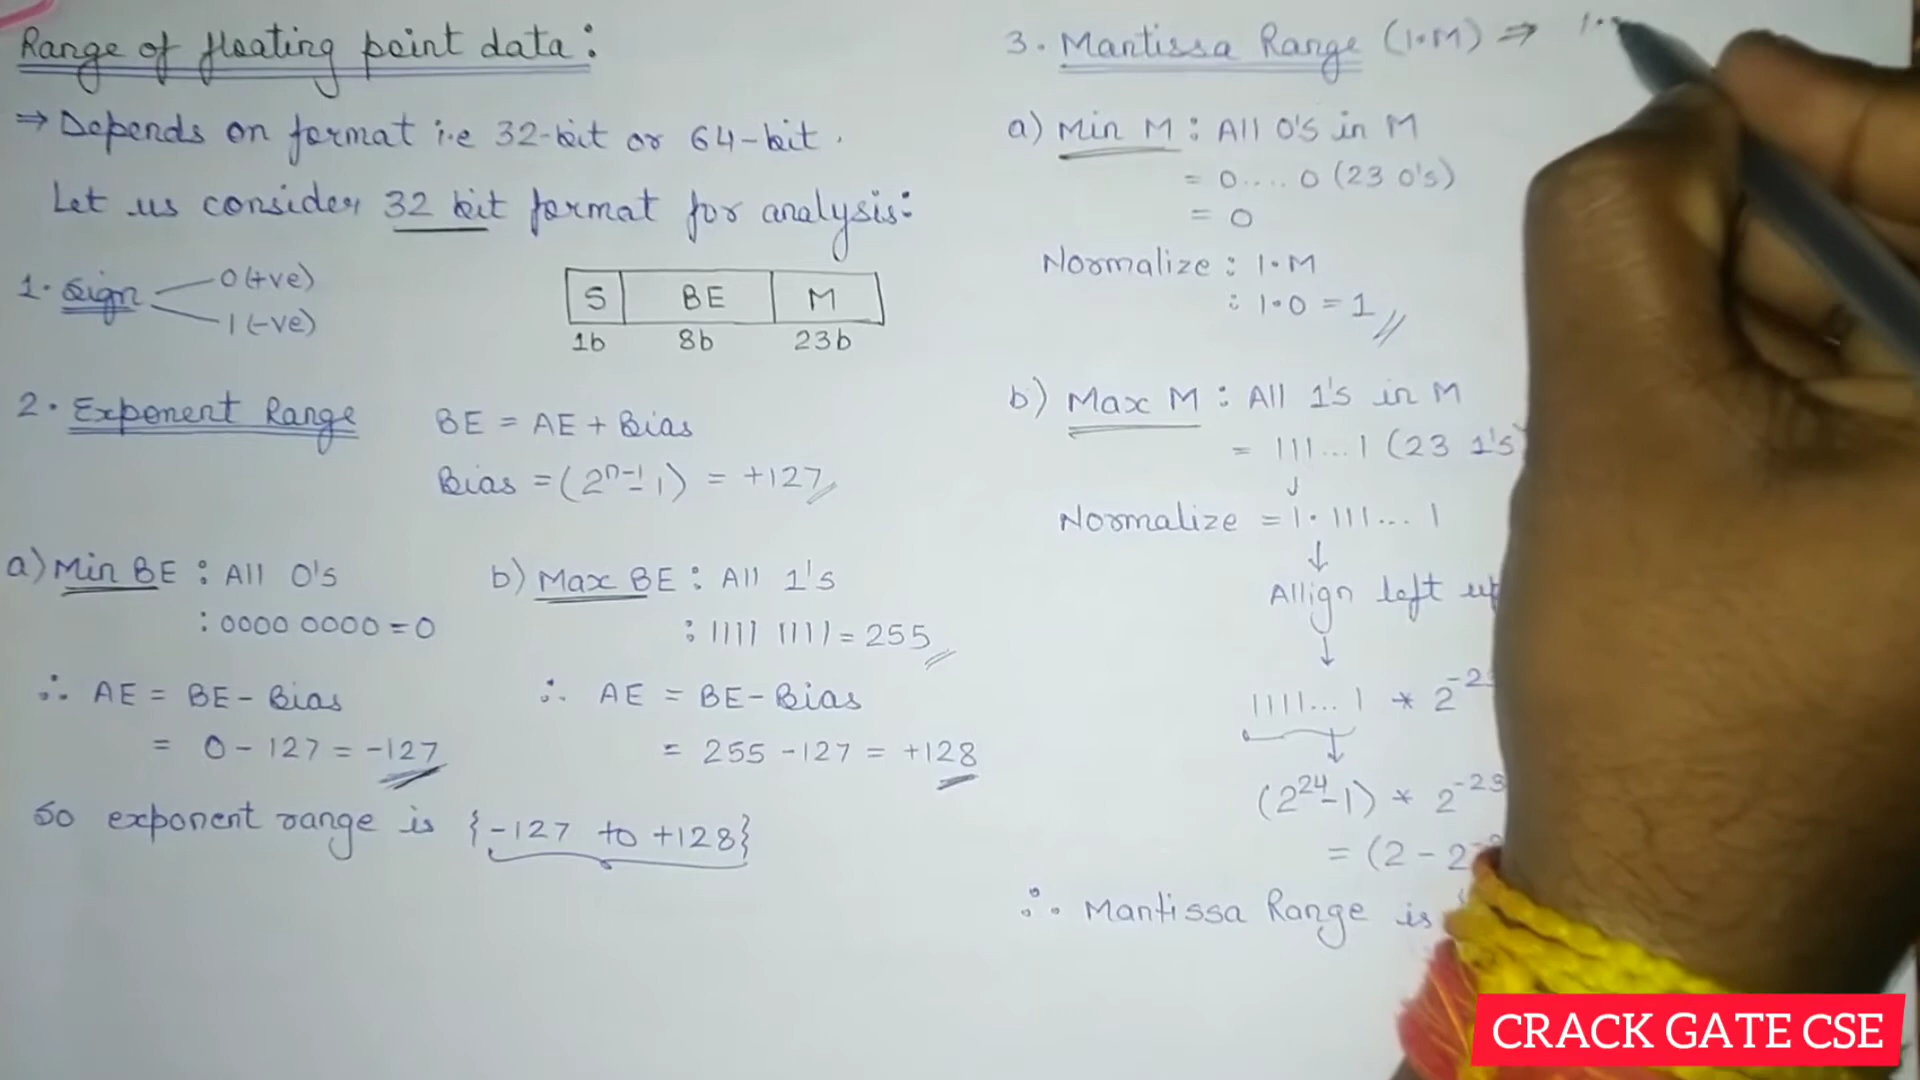 Range of floating point data:
⇒ Depends on format i.e 32-bit or 64-bit.
Let us consider 32 bit format for analysis:
1. Sign
0 (+ve)
1 (-ve)
S BE M
1b 8b 23b
2. Exponent Range
BE = AE + Bias
Bias = (2^n-1 - 1) = +127
a) Min BE : All 0's
: 0000 0000 = 0
∴ AE = BE - Bias
= 0 - 127 = -127
b) Max BE : All 1's
: 1111 1111 = 255
∴ AE = BE - Bias
= 255 - 127 = +128
So exponent range is {-127 to +128}
3. Mantissa Range (1.M) ⇒ 1.
a) Min M : All 0's in M
= 0....0 (23 0's)
= 0
Normalize : 1.M
: 1.0 = 1
b) Max M : All 1's in M
= 111...1 (23 1's
Normalize = 1.111... 1
↓
Allign left
↓
1111... 1 * 2
↓
(2^24 - 1) * 2^-23
= (2 - 2
∴ Mantissa Range is
CRACK GATE CSE